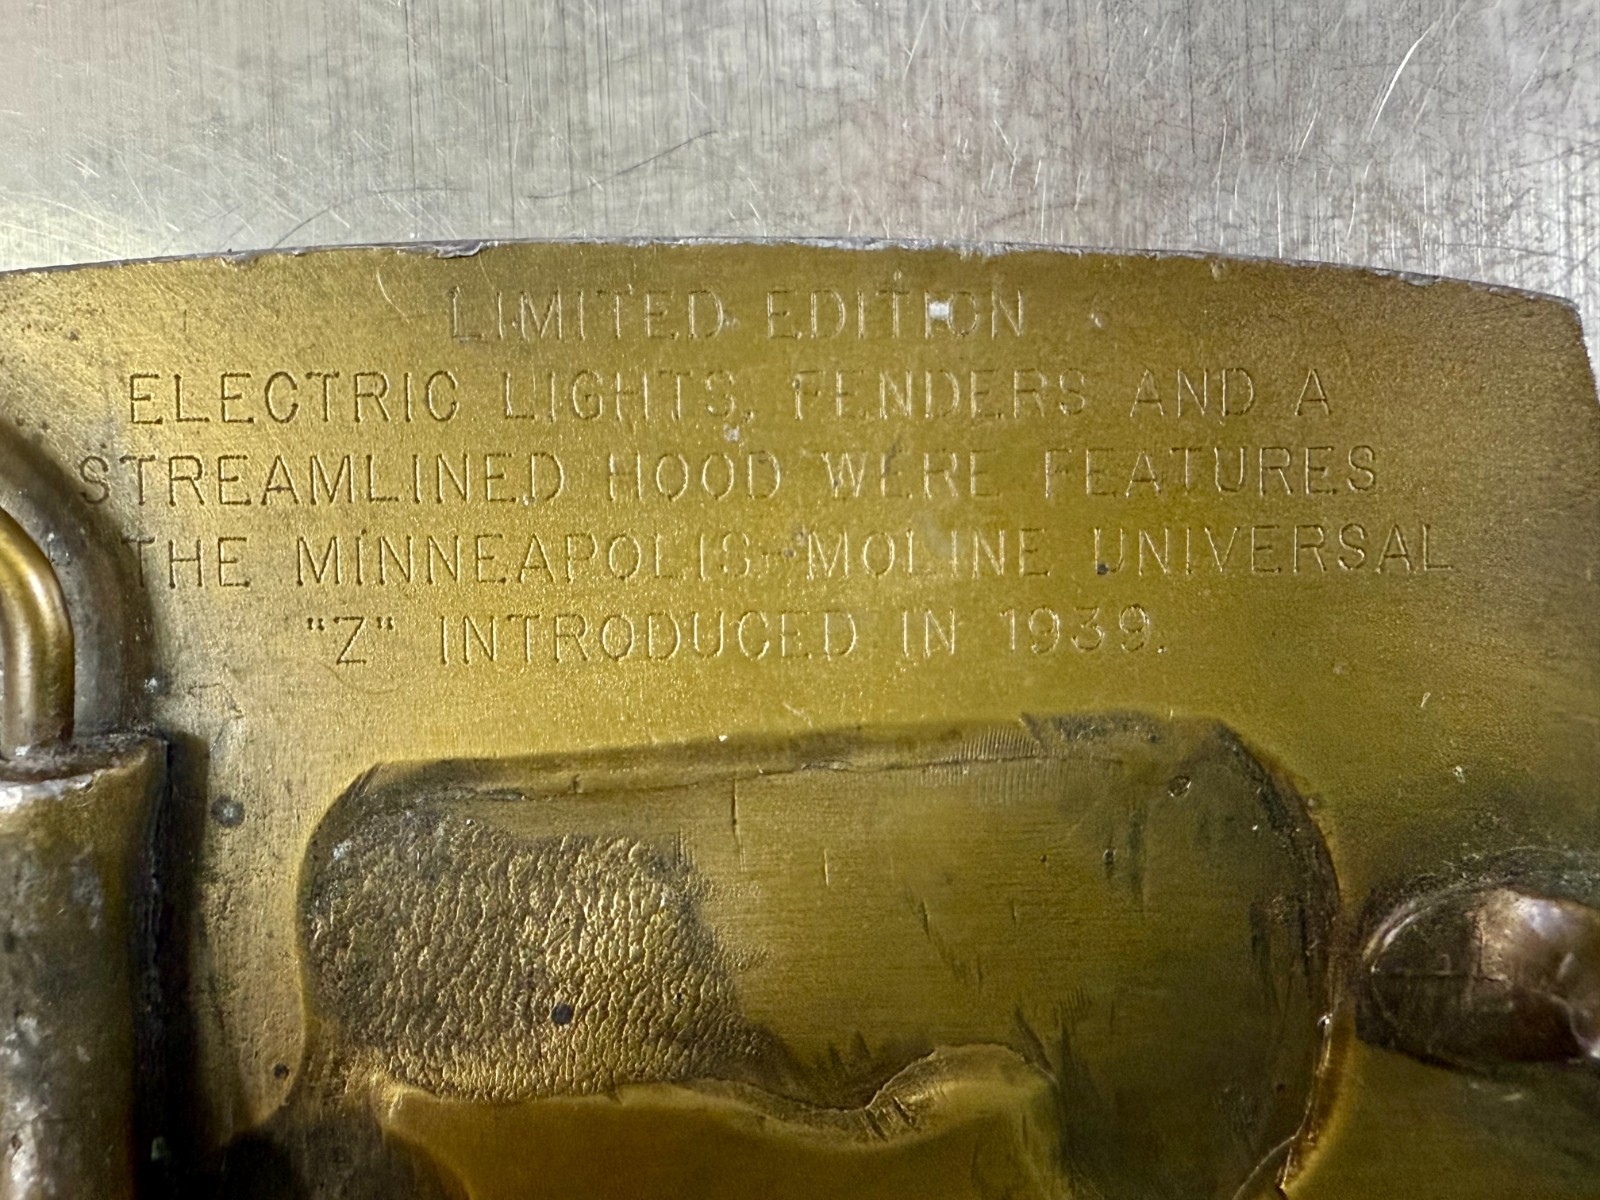 LIMITED EDITION
ELECTRIC LIGHTS, FENDERS AND A
STREAMLINED HOOD WERE FEATURES
THE MINNEAPOLIS-MOLINE UNIVERSAL
"Z" INTRODUCED IN 1939.